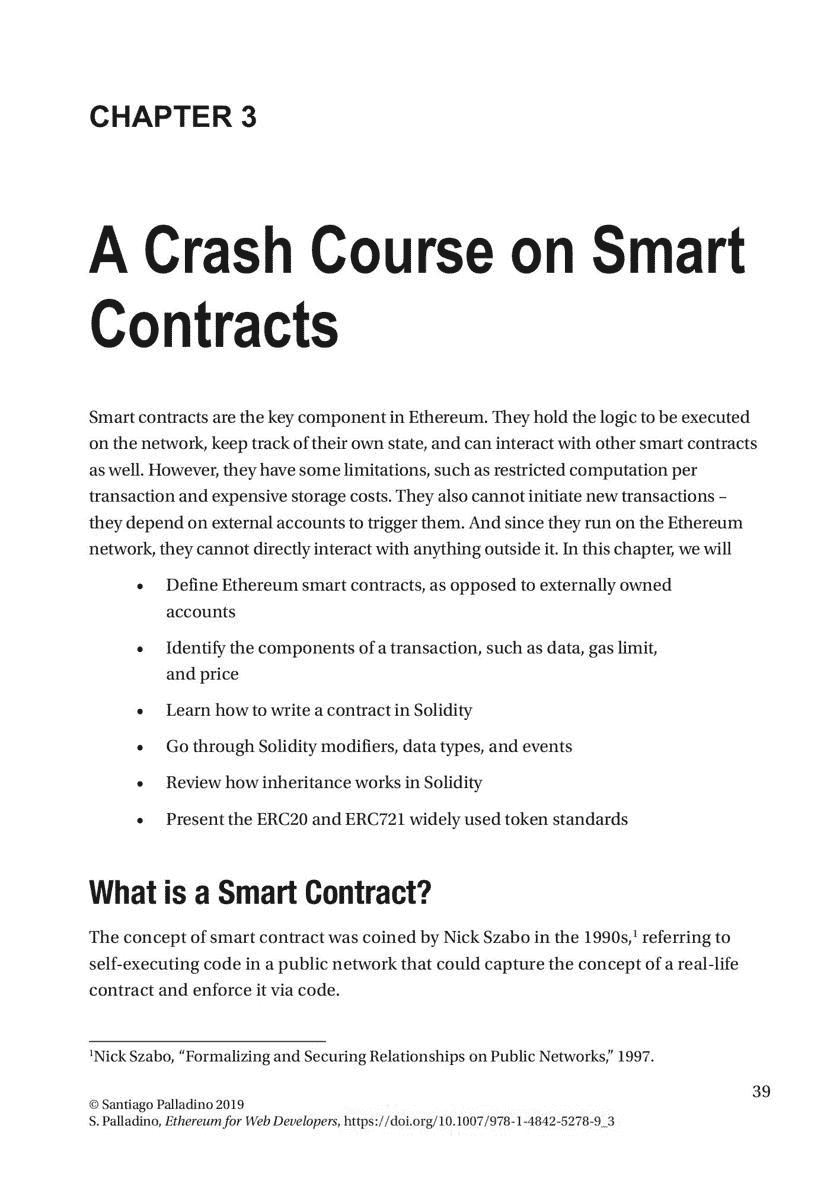 CHAPTER 3
A Crash Course on Smart
Contracts
Smart contracts are the key component in Ethereum. They hold the logic to be executed
on the network, keep track of their own state, and can interact with other smart contracts
as well. However, they have some limitations, such as restricted computation per
transaction and expensive storage costs. They also cannot initiate new transactions –
they depend on external accounts to trigger them. And since they run on the Ethereum
network, they cannot directly interact with anything outside it. In this chapter, we will
• Define Ethereum smart contracts, as opposed to externally owned
accounts
• Identify the components of a transaction, such as data, gas limit,
and price
• Learn how to write a contract in Solidity
• Go through Solidity modifiers, data types, and events
• Review how inheritance works in Solidity
• Present the ERC20 and ERC721 widely used token standards
What is a Smart Contract?
The concept of smart contract was coined by Nick Szabo in the 1990s,¹ referring to
self-executing code in a public network that could capture the concept of a real-life
contract and enforce it via code.
¹Nick Szabo, “Formalizing and Securing Relationships on Public Networks,” 1997.
39
© Santiago Palladino 2019
S. Palladino, Ethereum for Web Developers, https://doi.org/10.1007/978-1-4842-5278-9_3